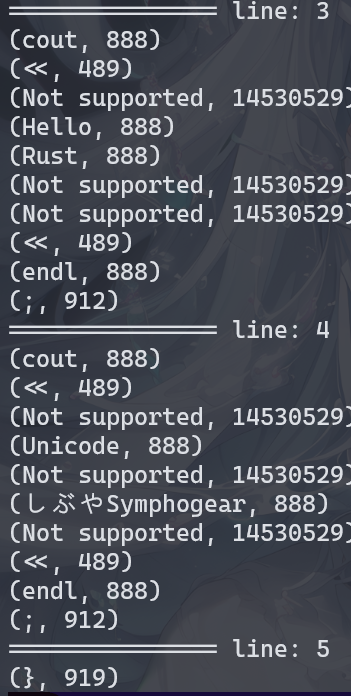 ================== line: 3
(cout, 888)
(<<, 489)
(Not supported, 14530529)
(Hello, 888)
(Rust, 888)
(Not supported, 14530529)
(Not supported, 14530529)
(<<, 489)
(endl, 888)
(;, 912)
================== line: 4
(cout, 888)
(<<, 489)
(Not supported, 14530529)
(Unicode, 888)
(Not supported, 14530529)
(しぶやSymphogear, 888)
(Not supported, 14530529)
(<<, 489)
(endl, 888)
(;, 912)
================== line: 5
(}, 919)